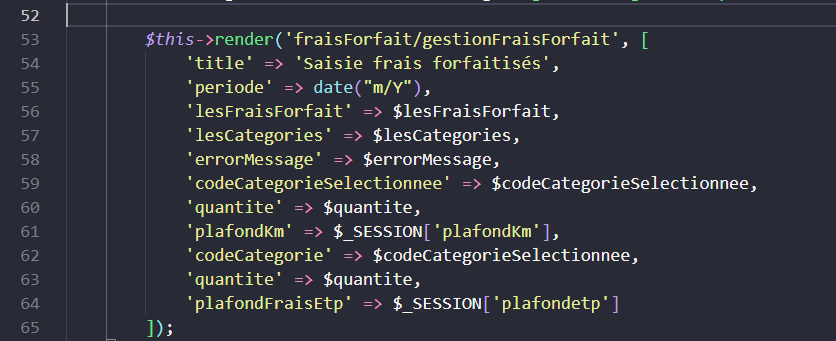 52
53 $this->render('fraisForfait/gestionFraisForfait', [
54 'title' => 'Saisie frais forfaitisés',
55 'periode' => date("m/Y"),
56 'lesFraisForfait' => $lesFraisForfait,
57 'lesCategories' => $lesCategories,
58 'errorMessage' => $errorMessage,
59 'codeCategorieSelectionnee' => $codeCategorieSelectionnee,
60 'quantite' => $quantite,
61 'plafondKm' => $_SESSION['plafondKm'],
62 'codeCategorie' => $codeCategorieSelectionnee,
63 'quantite' => $quantite,
64 'plafondFraisEtp' => $_SESSION['plafondetp']
65 ]);